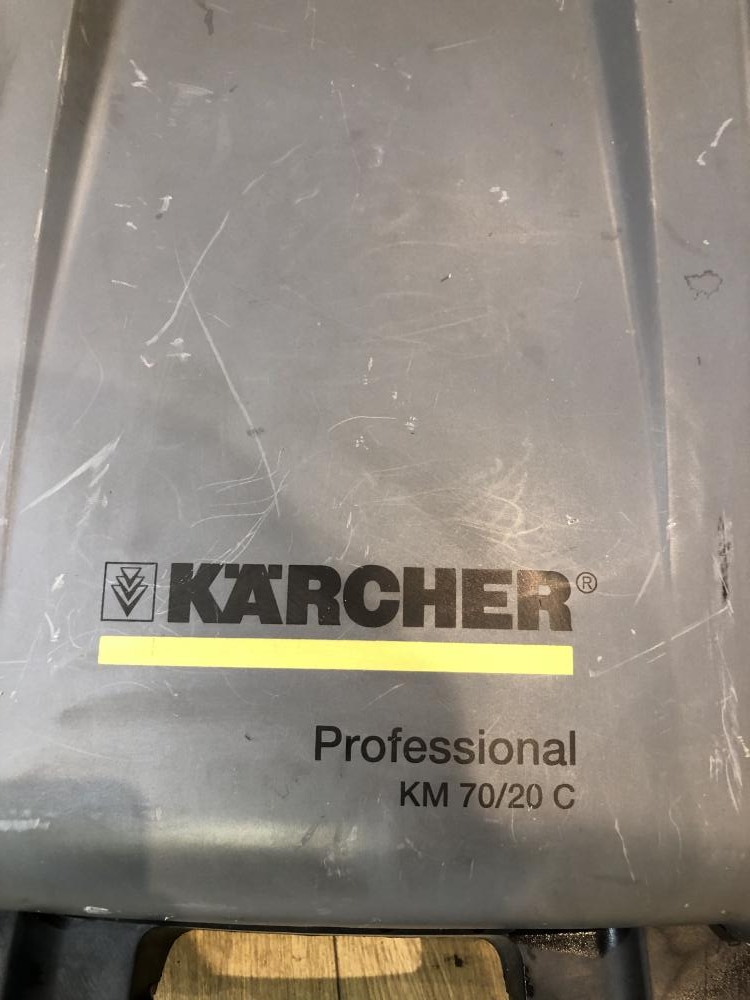 KÄRCHER®
Professional
KM 70/20 C